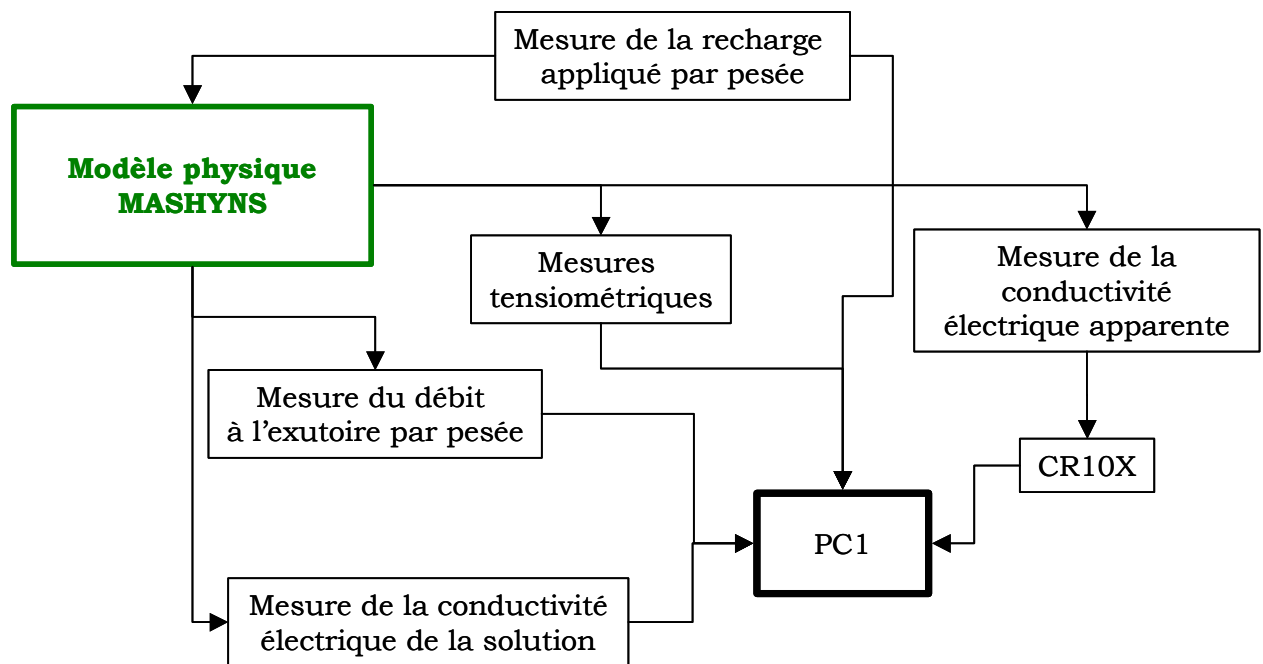 Mesure de la recharge
appliqué par pesée
Modèle physique
MASHYNS
Mesures
tensiométriques
Mesure de la
conductivité
électrique apparente
Mesure du débit
à l'exutoire par pesée
CR10X
PC1
Mesure de la conductivité
électrique de la solution